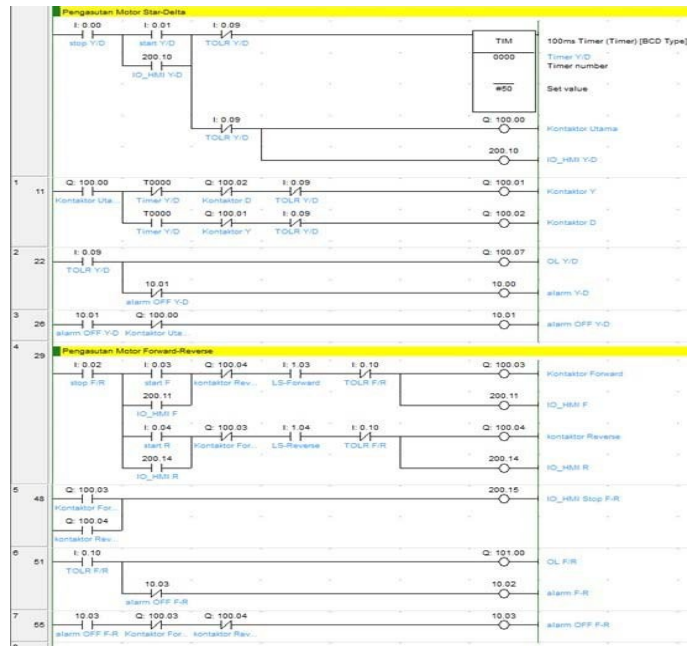 Pengasutan Motor Star-Delta
I: 0.00 I: 0.01 I: 0.09
stop Y/D start Y/D TOLR Y/D
TIM 100ms Timer (Timer) [BCD Type]
200.10 0000 Timer Y/D
IO_HMI Y-D Timer number
#50 Set value
I: 0.09 Q: 100.00
TOLR Y/D Kontaktor Utama
200.10
IO_HMI Y-D
1
11
Q: 100.00 T0000 Q: 100.02 I: 0.09 Q: 100.01
Kontaktor Uta... Timer Y/D Kontaktor D TOLR Y/D Kontaktor Y
T0000 Q: 100.01 I: 0.09 Q: 100.02
Timer Y/D Kontaktor Y TOLR Y/D Kontaktor D
2
22
I: 0.09 Q: 100.07
TOLR Y/D OL Y/D
10.01 10.00
alarm OFF Y-D alarm Y-D
3
26
10.01 Q: 100.00 10.01
alarm OFF Y-D Kontaktor Uta... alarm OFF Y-D
4
29
Pengasutan Motor Forward-Reverse
I: 0.02 I: 0.03 Q: 100.04 I: 1.03 I: 0.10 Q: 100.03
stop F/R start F kontaktor Rev... LS-Forward TOLR F/R Kontaktor Forward
200.11 200.11
IO_HMI F IO_HMI F
I: 0.04 Q: 100.03 I: 1.04 I: 0.10 Q: 100.04
start R Kontaktor For... LS-Reverse TOLR F/R kontaktor Reverse
200.14 200.14
IO_HMI R IO_HMI R
5
48
Q: 100.03 200.15
Kontaktor For... IO_HMI Stop F-R
Q: 100.04
kontaktor Rev...
6
51
I: 0.10 Q: 101.00
TOLR F/R OL F/R
10.03 10.02
alarm OFF F-R alarm F-R
7
55
10.03 Q: 100.03 Q: 100.04 10.03
alarm OFF F-R Kontaktor For... kontaktor Rev... alarm OFF F-R